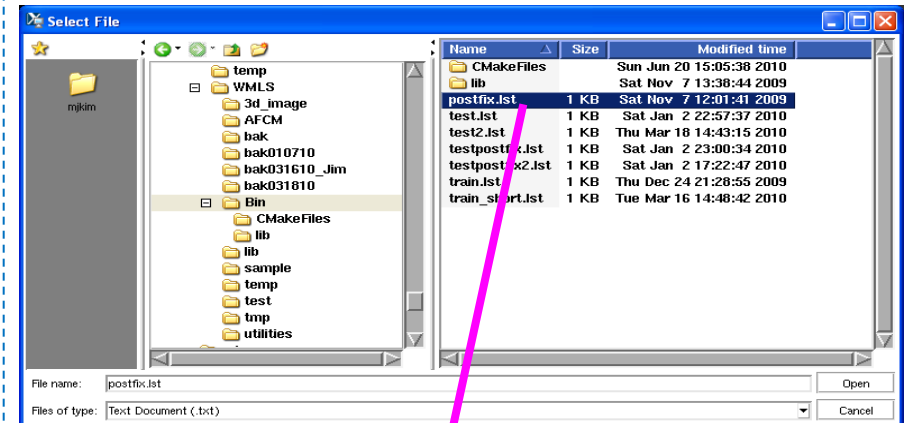 Select File
mjkim
temp
WMLS
3d_image
AFCM
bak
bak010710
bak031610_Jim
bak031810
Bin
CMakeFiles
lib
lib
sample
temp
test
tmp
utilities
Name Size Modified time
CMakeFiles Sun Jun 20 15:05:38 2010
lib Sat Nov 7 13:38:44 2009
postfix.lst 1 KB Sat Nov 7 12:01:41 2009
test.lst 1 KB Sat Jan 2 22:57:37 2010
test2.lst 1 KB Thu Mar 18 14:43:15 2010
testpostfix.lst 1 KB Sat Jan 2 23:00:34 2010
testpostfix2.lst 1 KB Sat Jan 2 17:22:47 2010
train.lst 1 KB Thu Dec 24 21:28:55 2009
train_short.lst 1 KB Tue Mar 16 14:48:42 2010
File name: postfix.lst Open
Files of type: Text Document (.txt) Cancel